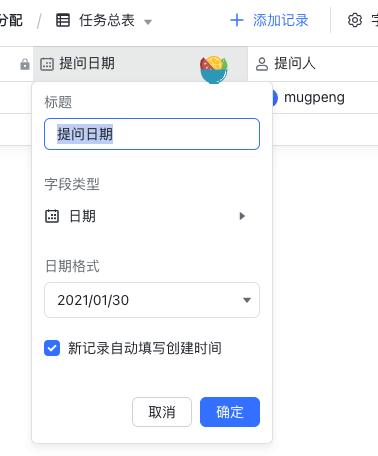 分配 / 任务总表 添加记录
提问日期 提问人
mugpeng
标题
提问日期
字段类型
日期
日期格式
2021/01/30
新记录自动填写创建时间
取消 确定